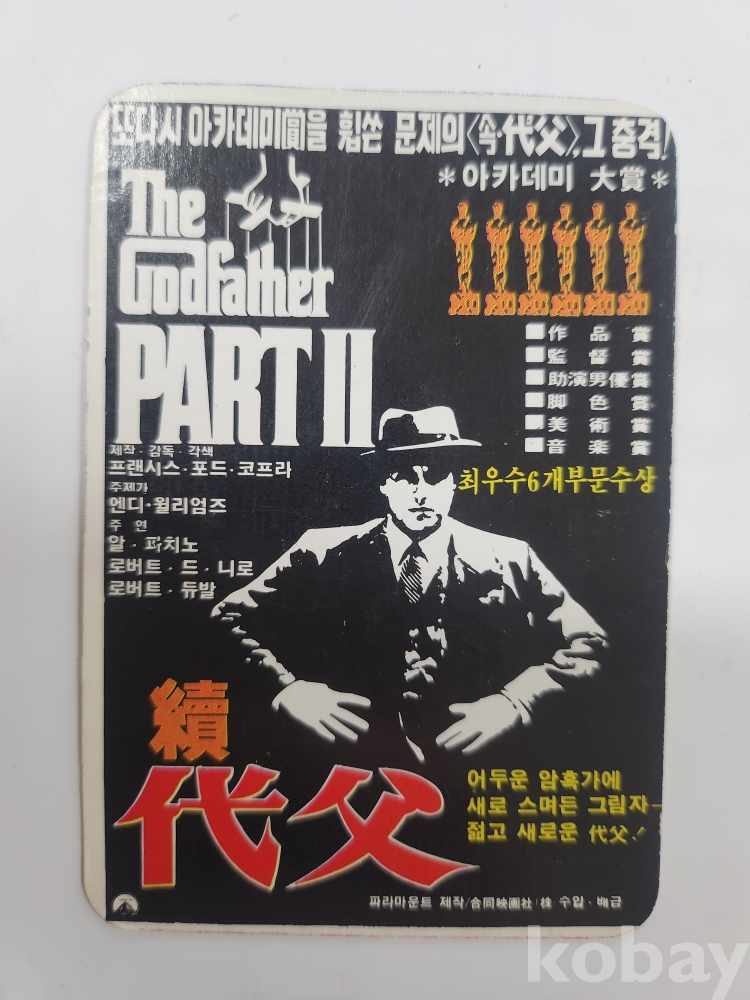 또다시 아카데미賞을 휩쓴 문제의〈속·代父〉, 그 충격!
＊아카데미 大賞＊
The
Godfather
PART II
■作品賞
■監督賞
■助演男優賞
■脚色賞
■美術賞
■音楽賞
최우수6개부문수상
제작·감독·각색
프랜시스·포드·코프라
주제가
엔디·윌리엄즈
주 연
알·파치노
로버트·드·니로
로버트·듀발
續
代父
어두운 암흑가에
새로 스며든 그림자—
젊고 새로운 代父!
파라마운트 제작/合同映画社(株)수입·배급
kobay